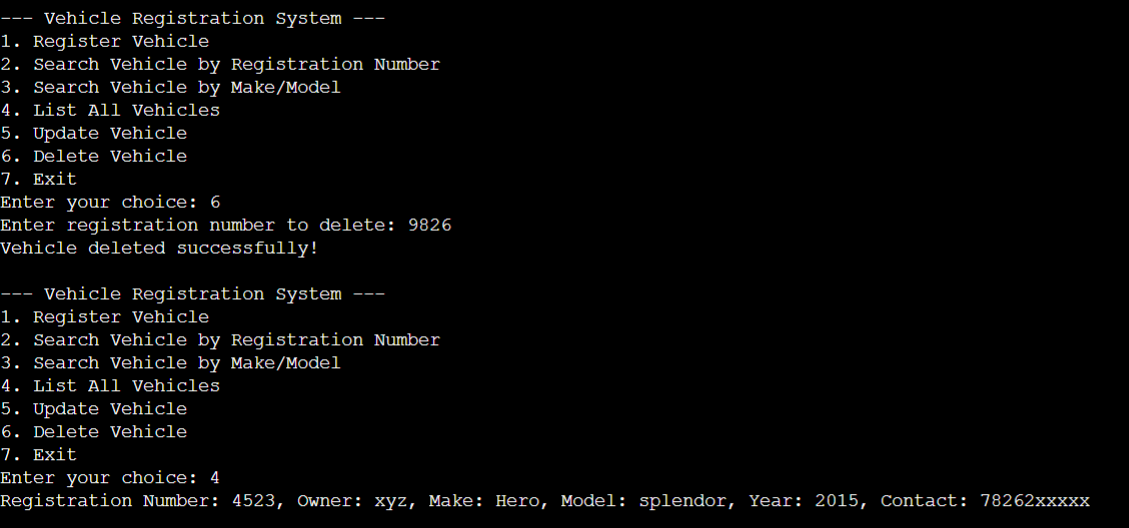 --- Vehicle Registration System ---
1. Register Vehicle
2. Search Vehicle by Registration Number
3. Search Vehicle by Make/Model
4. List All Vehicles
5. Update Vehicle
6. Delete Vehicle
7. Exit
Enter your choice: 6
Enter registration number to delete: 9826
Vehicle deleted successfully!
--- Vehicle Registration System ---
1. Register Vehicle
2. Search Vehicle by Registration Number
3. Search Vehicle by Make/Model
4. List All Vehicles
5. Update Vehicle
6. Delete Vehicle
7. Exit
Enter your choice: 4
Registration Number: 4523, Owner: xyz, Make: Hero, Model: splendor, Year: 2015, Contact: 78262xxxxx